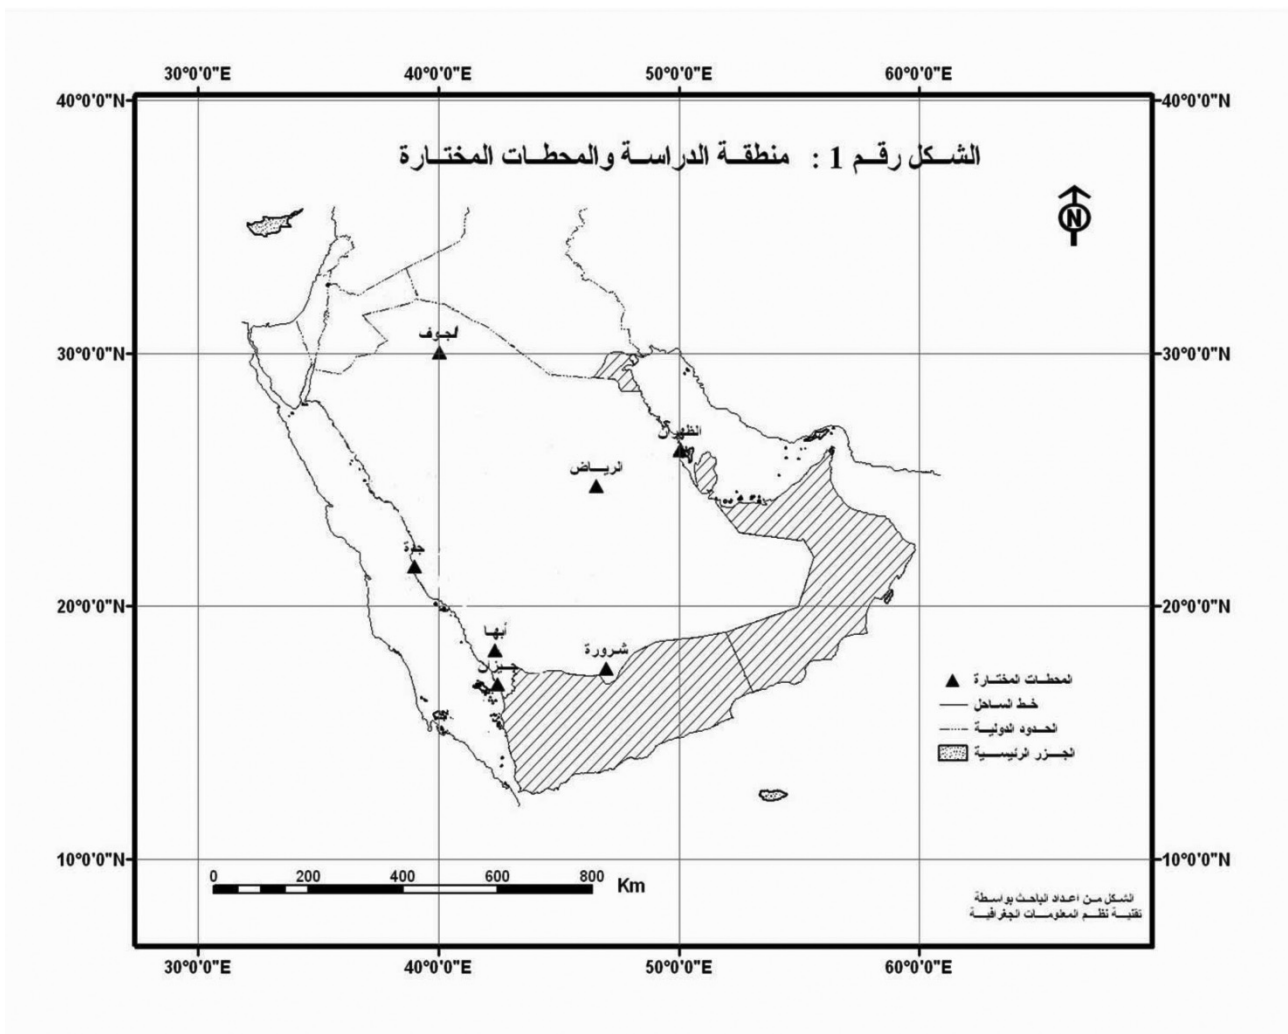 30°0'0"E 40°0'0"E 50°0'0"E 60°0'0"E
40°0'0"N 40°0'0"N
الشكل رقم 1 : منطقة الدراسة والمحطات المختارة
N
الجوف
30°0'0"N 30°0'0"N
الظهران
الرياض
جدة
20°0'0"N 20°0'0"N
أبها
شرورة
جيزان
المحطات المختارة
خط الساحل
الحدود الدولية
الجزر الرئيسية
10°0'0"N 10°0'0"N
0 200 400 600 800 Km
الشكل من اعداد الباحث بواسطة
تقنية نظم المعلومات الجغرافية
30°0'0"E 40°0'0"E 50°0'0"E 60°0'0"E